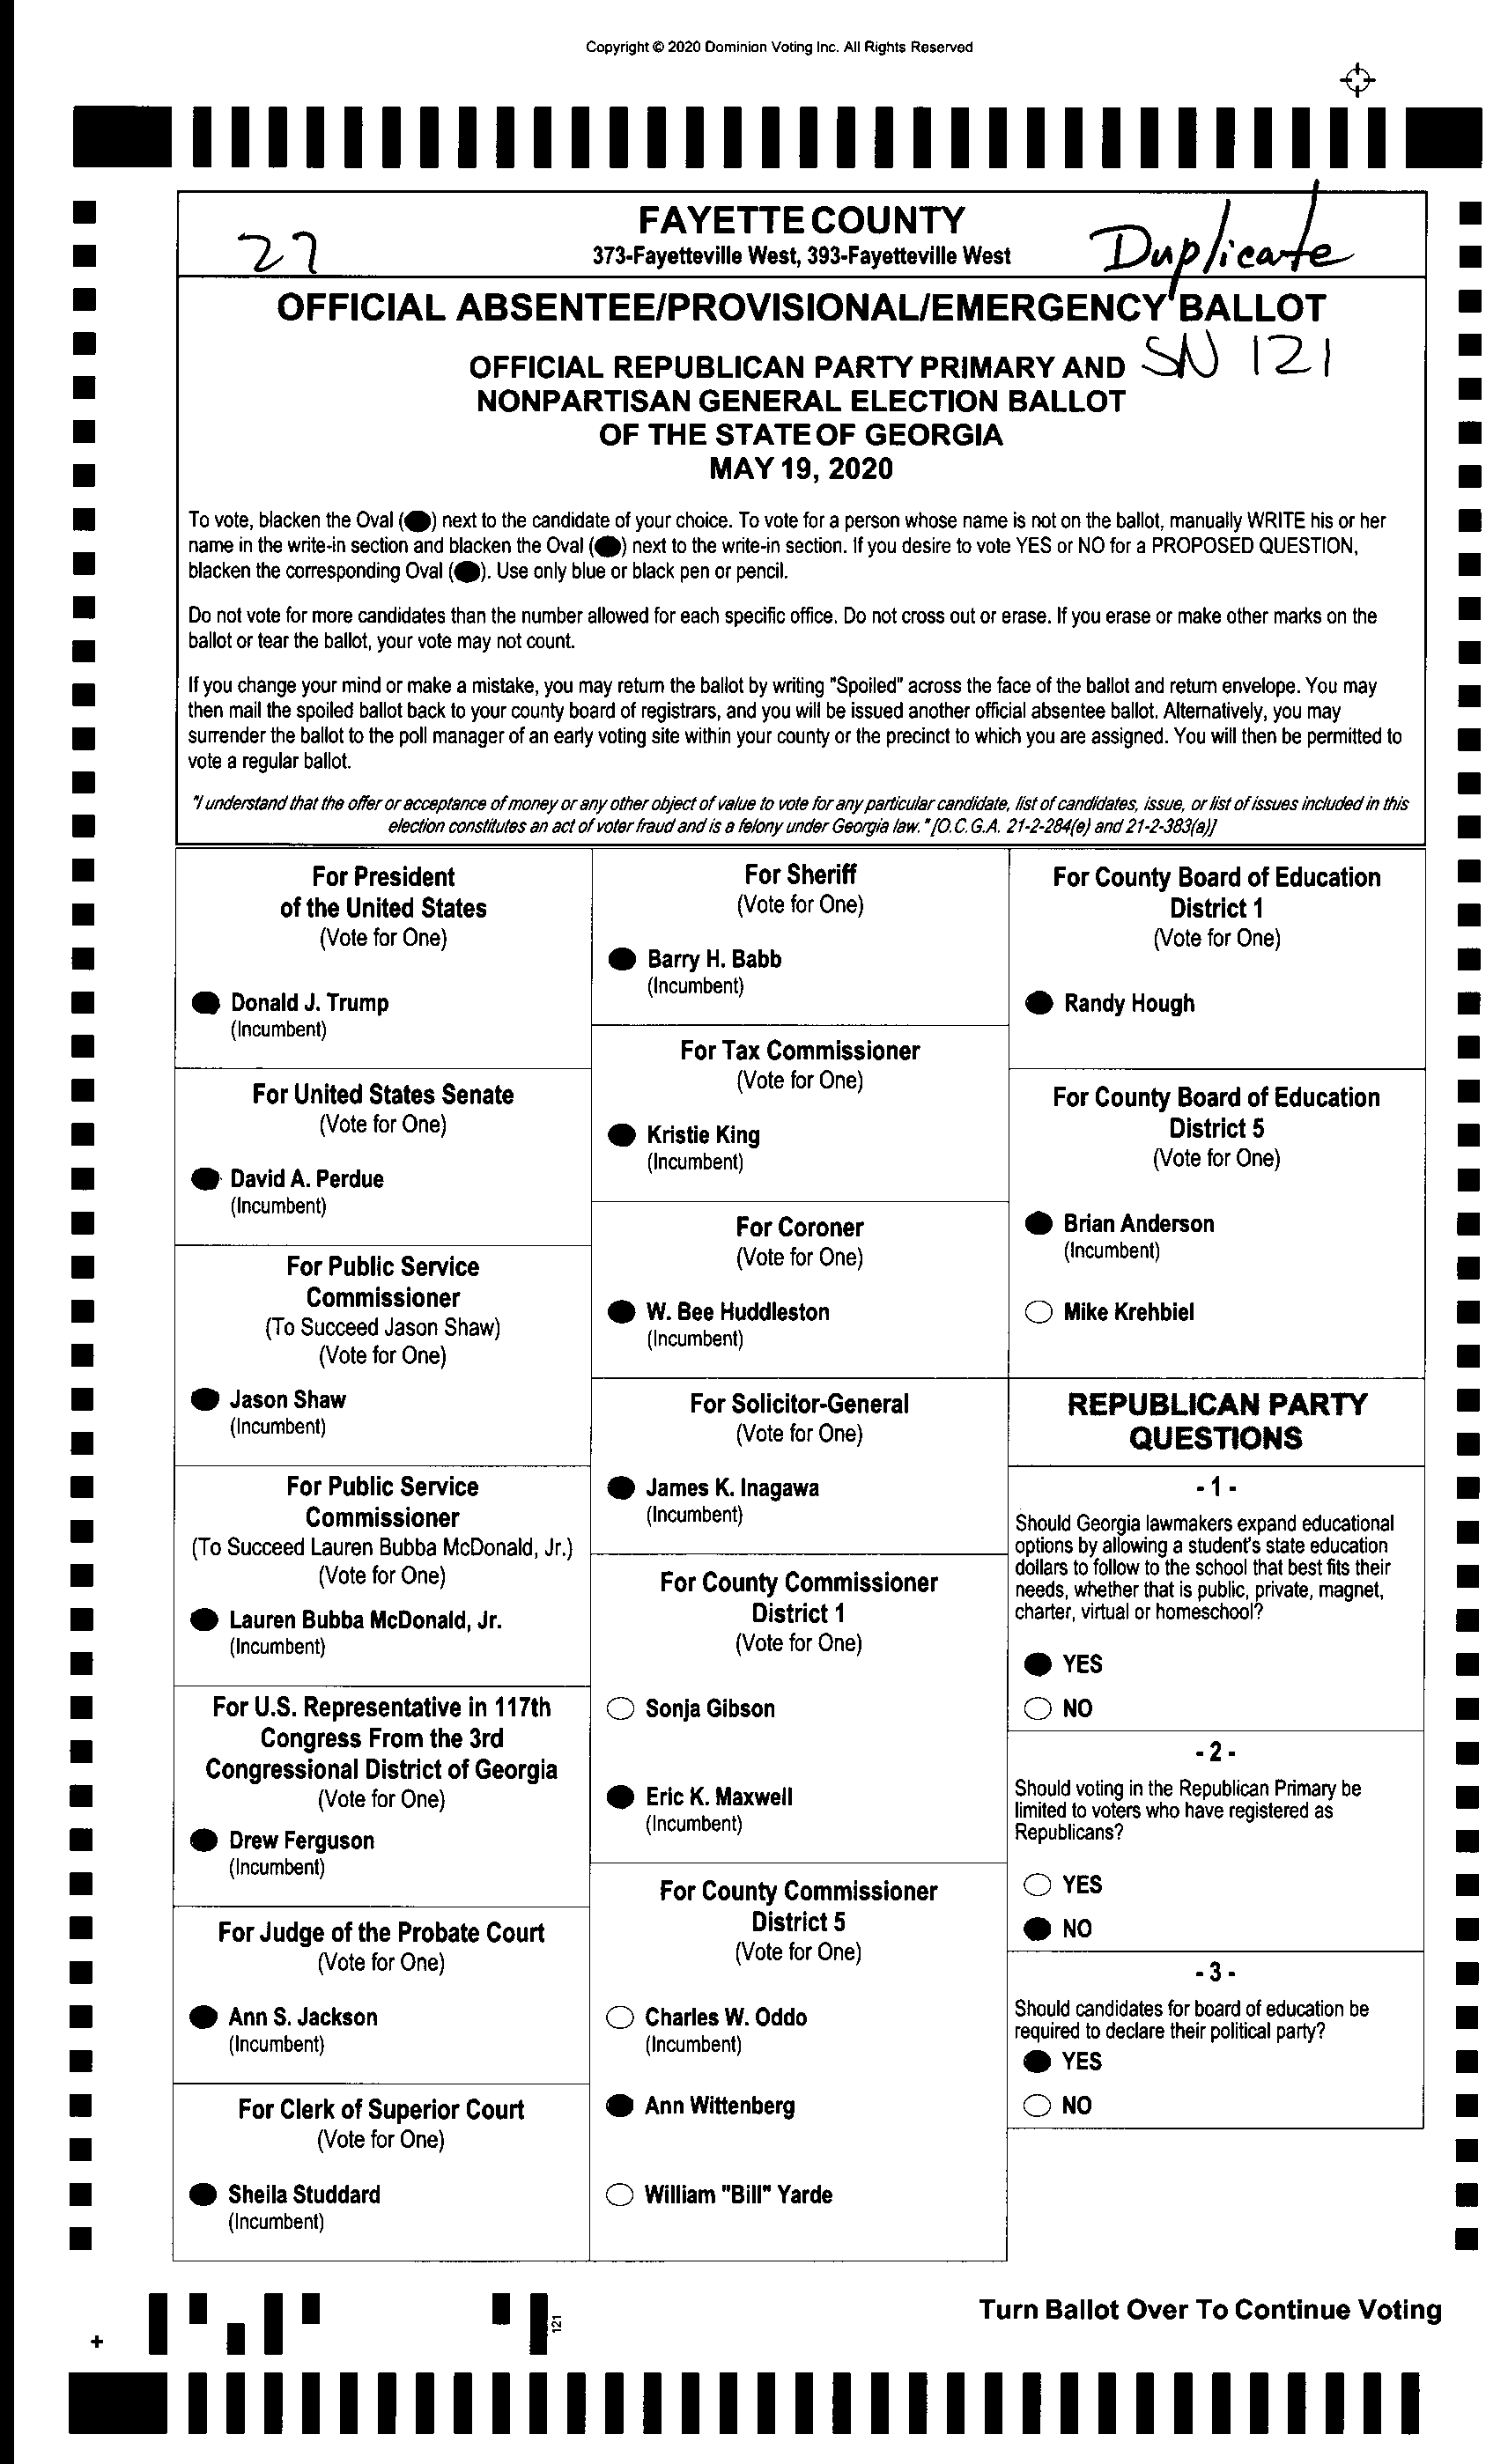 Copyright © 2020 Dominion Voting Inc. All Rights Reserved
FAYETTE COUNTY
27
373-Fayetteville West, 393-Fayetteville West
Duplicate
OFFICIAL ABSENTEE/PROVISIONAL/EMERGENCY BALLOT
SN 121
OFFICIAL REPUBLICAN PARTY PRIMARY AND
NONPARTISAN GENERAL ELECTION BALLOT
OF THE STATE OF GEORGIA
MAY 19, 2020
To vote, blacken the Oval ( ) next to the candidate of your choice. To vote for a person whose name is not on the ballot, manually WRITE his or her
name in the write-in section and blacken the Oval ( ) next to the write-in section. If you desire to vote YES or NO for a PROPOSED QUESTION,
blacken the corresponding Oval ( ). Use only blue or black pen or pencil.
Do not vote for more candidates than the number allowed for each specific office. Do not cross out or erase. If you erase or make other marks on the
ballot or tear the ballot, your vote may not count.
If you change your mind or make a mistake, you may return the ballot by writing "Spoiled" across the face of the ballot and return envelope. You may
then mail the spoiled ballot back to your county board of registrars, and you will be issued another official absentee ballot. Alternatively, you may
surrender the ballot to the poll manager of an early voting site within your county or the precinct to which you are assigned. You will then be permitted to
vote a regular ballot.
"I understand that the offer or acceptance of money or any other object of value to vote for any particular candidate, list of candidates, issue, or list of issues included in this
election constitutes an act of voter fraud and is a felony under Georgia law." [O.C.G.A. 21-2-284(e) and 21-2-383(a)]
For President
of the United States
(Vote for One)
Donald J. Trump
(Incumbent)
For United States Senate
(Vote for One)
David A. Perdue
(Incumbent)
For Public Service
Commissioner
(To Succeed Jason Shaw)
(Vote for One)
Jason Shaw
(Incumbent)
For Public Service
Commissioner
(To Succeed Lauren Bubba McDonald, Jr.)
(Vote for One)
Lauren Bubba McDonald, Jr.
(Incumbent)
For U.S. Representative in 117th
Congress From the 3rd
Congressional District of Georgia
(Vote for One)
Drew Ferguson
(Incumbent)
For Judge of the Probate Court
(Vote for One)
Ann S. Jackson
(Incumbent)
For Clerk of Superior Court
(Vote for One)
Sheila Studdard
(Incumbent)
For Sheriff
(Vote for One)
Barry H. Babb
(Incumbent)
For Tax Commissioner
(Vote for One)
Kristie King
(Incumbent)
For Coroner
(Vote for One)
W. Bee Huddleston
(Incumbent)
For Solicitor-General
(Vote for One)
James K. Inagawa
(Incumbent)
For County Commissioner
District 1
(Vote for One)
Sonja Gibson
Eric K. Maxwell
(Incumbent)
For County Commissioner
District 5
(Vote for One)
Charles W. Oddo
(Incumbent)
Ann Wittenberg
William "Bill" Yarde
For County Board of Education
District 1
(Vote for One)
Randy Hough
For County Board of Education
District 5
(Vote for One)
Brian Anderson
(Incumbent)
Mike Krehbiel
REPUBLICAN PARTY
QUESTIONS
- 1 -
Should Georgia lawmakers expand educational
options by allowing a student's state education
dollars to follow to the school that best fits their
needs, whether that is public, private, magnet,
charter, virtual or homeschool?
YES
NO
- 2 -
Should voting in the Republican Primary be
limited to voters who have registered as
Republicans?
YES
NO
- 3 -
Should candidates for board of education be
required to declare their political party?
YES
NO
Turn Ballot Over To Continue Voting
121
+